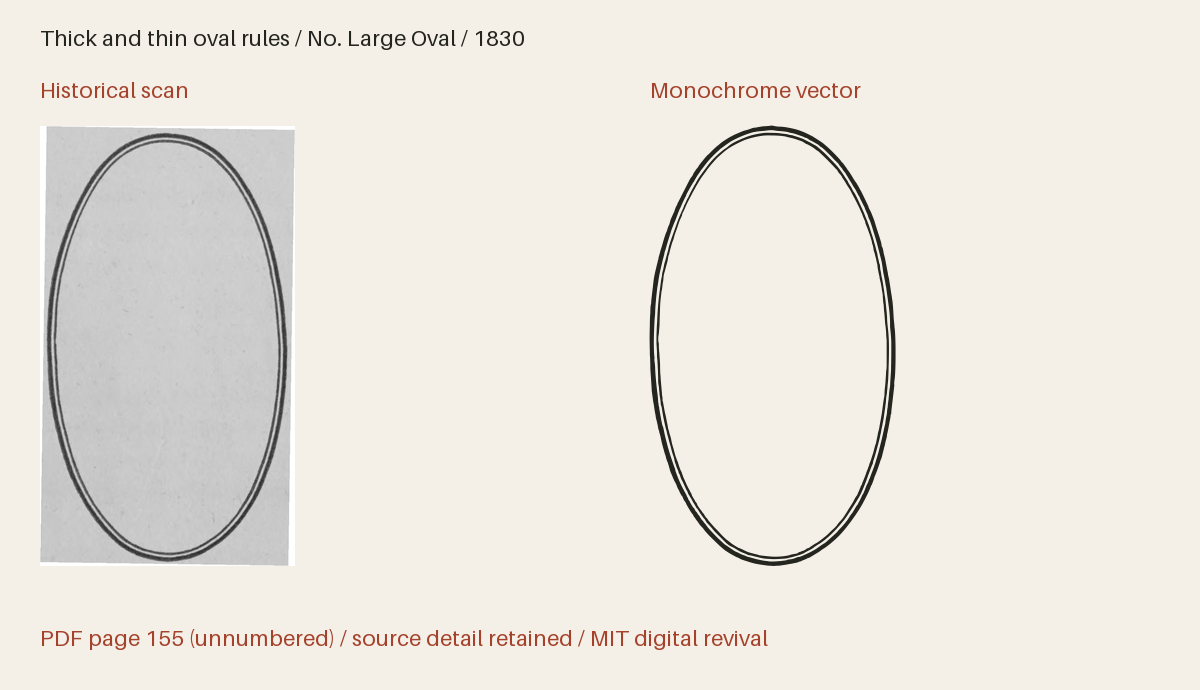 Thick and thin oval rules / No. Large Oval / 1830
Historical scan
Monochrome vector
PDF page 155 (unnumbered) / source detail retained / MIT digital revival